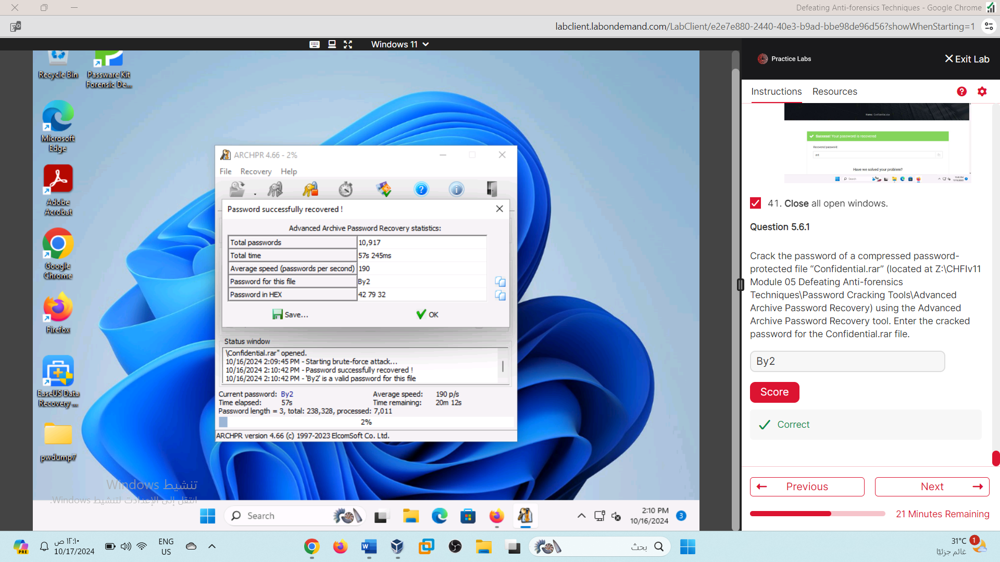 Defeating Anti-forensics Techniques - Google Chrome
labclient.labondemand.com/LabClient/e2e7e880-2440-40e3-b9ad-bbe98de96d56?showWhenStarting=1
Windows 11
Recycle Bin
Passware Kit
Forensic De...
Microsoft
Edge
Adobe
Acrobat
Google
Chrome
Firefox
EaseUS Data
Recovery ...
pwdump7
ARCHPR 4.66 - 2%
File Recovery Help
Password successfully recovered !
Advanced Archive Password Recovery statistics:
Total passwords 10,917
Total time 57s 245ms
Average speed (passwords per second) 190
Password for this file By2
Password in HEX 42 79 32
Save...
OK
Status window
\Confidential.rar" opened.
10/16/2024 2:09:45 PM - Starting brute-force attack...
10/16/2024 2:10:42 PM - Password successfully recovered !
10/16/2024 2:10:42 PM - 'By2' is a valid password for this file
Current password: By2 Average speed: 190 p/s
Time elapsed: 57s Time remaining: 20m 12s
Password length = 3, total: 238,328, processed: 7,011
2%
ARCHPR version 4.66 (c) 1997-2023 ElcomSoft Co. Ltd.
تنشيط Windows
انتقل إلى الإعدادت لتنشيط Windows.
Search
2:10 PM
10/16/2024
3
Practice Labs
Exit Lab
Instructions Resources
Home / Confidential.rar
Success! Your password is recovered
Recovered password:
Have we solved your problem?
Search
41. Close all open windows.
Question 5.6.1
Crack the password of a compressed password-
protected file “Confidential.rar” (located at Z:\CHFIv11
Module 05 Defeating Anti-forensics
Techniques\Password Cracking Tools\Advanced
Archive Password Recovery) using the Advanced
Archive Password Recovery tool. Enter the cracked
password for the Confidential.rar file.
By2
Score
Correct
Previous
Next
21 Minutes Remaining
PRE
١٢:١٠ ص
10/17/2024
ENG
US
بحث
31°C
غائم جزئيًا
1